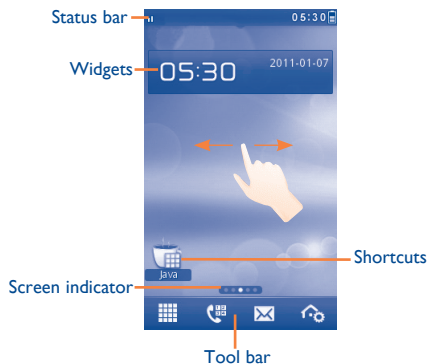 Status bar
05:30
Widgets
05:30
2011-01-07
Java
Shortcuts
Screen indicator
Tool bar